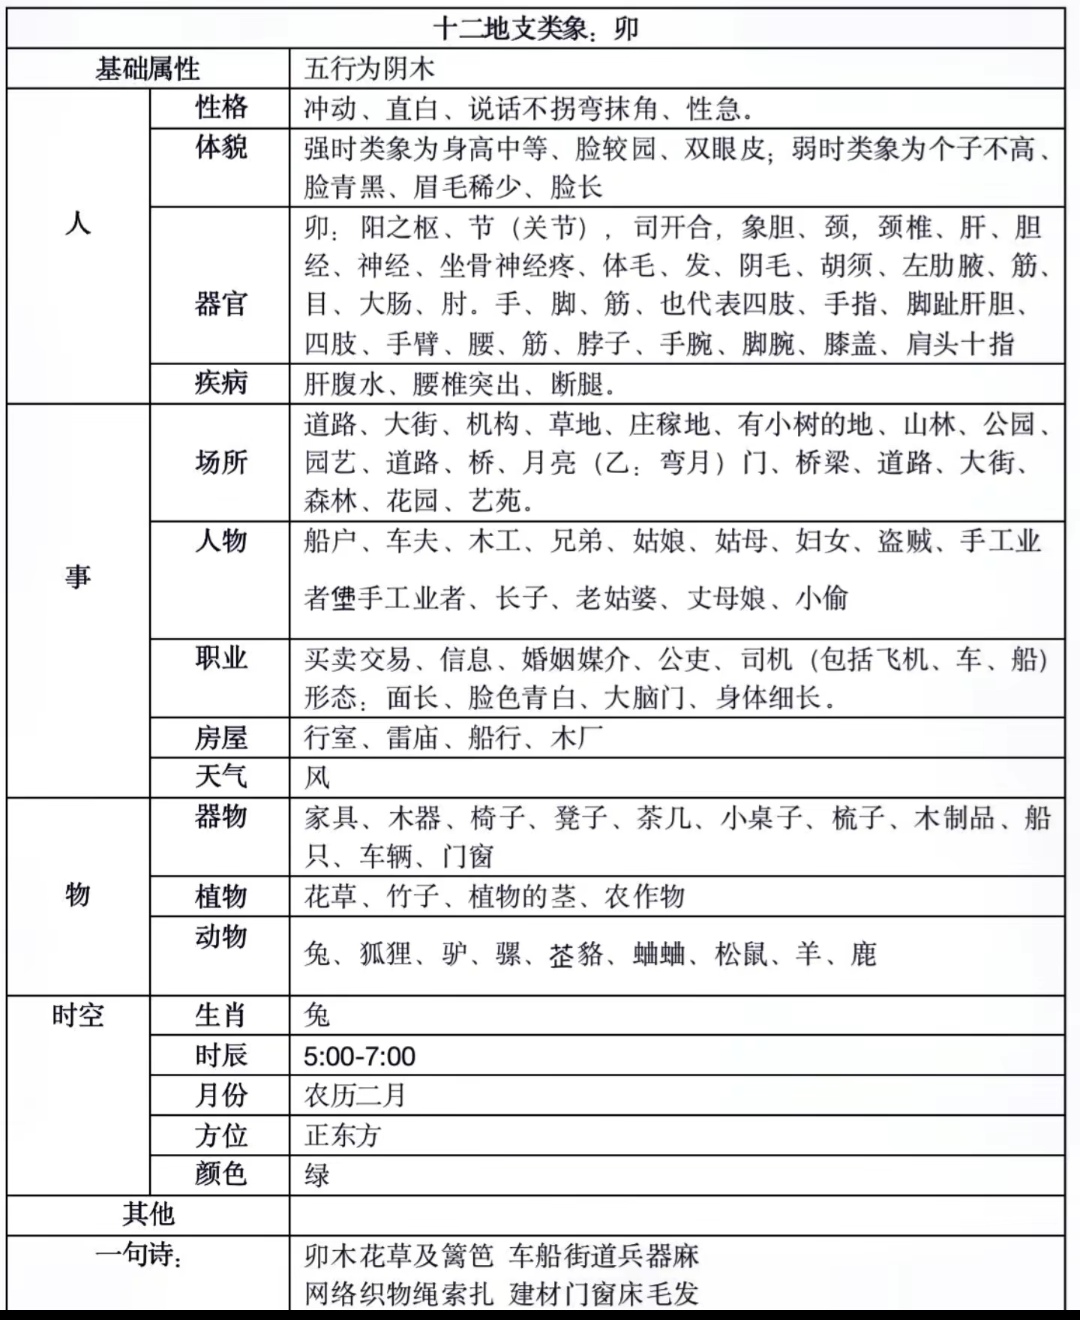 十二地支类象：卯
基础属性 五行为阴木
人
性格 冲动、直白、说话不拐弯抹角、性急。
体貌 强时类象为身高中等、脸较园、双眼皮；弱时类象为个子不高、
脸青黑、眉毛稀少、脸长
器官 卯：阳之枢、节（关节），司开合，象胆、颈，颈椎、肝、胆
经、神经、坐骨神经疼、体毛、发、阴毛、胡须、左肋腋、筋、
目、大肠、肘。手、脚、筋、也代表四肢、手指、脚趾肝胆、
四肢、手臂、腰、筋、脖子、手腕、脚腕、膝盖、肩头十指
疾病 肝腹水、腰椎突出、断腿。
事
场所 道路、大街、机构、草地、庄稼地、有小树的地、山林、公园、
园艺、道路、桥、月亮（乙：弯月）门、桥梁、道路、大街、
森林、花园、艺苑。
人物 船户、车夫、木工、兄弟、姑娘、姑母、妇女、盗贼、手工业
者手工业者、长子、老姑婆、丈母娘、小偷
职业 买卖交易、信息、婚姻媒介、公吏、司机（包括飞机、车、船）
形态：面长、脸色青白、大脑门、身体细长。
房屋 行室、雷庙、船行、木厂
天气 风
物
器物 家具、木器、椅子、凳子、茶几、小桌子、梳子、木制品、船
只、车辆、门窗
植物 花草、竹子、植物的茎、农作物
动物 兔、狐狸、驴、骡、貉、蛐蛐、松鼠、羊、鹿
时空
生肖 兔
时辰 5:00-7:00
月份 农历二月
方位 正东方
颜色 绿
其他
一句诗： 卯木花草及篱笆 车船街道兵器麻
网络织物绳索扎 建材门窗床毛发